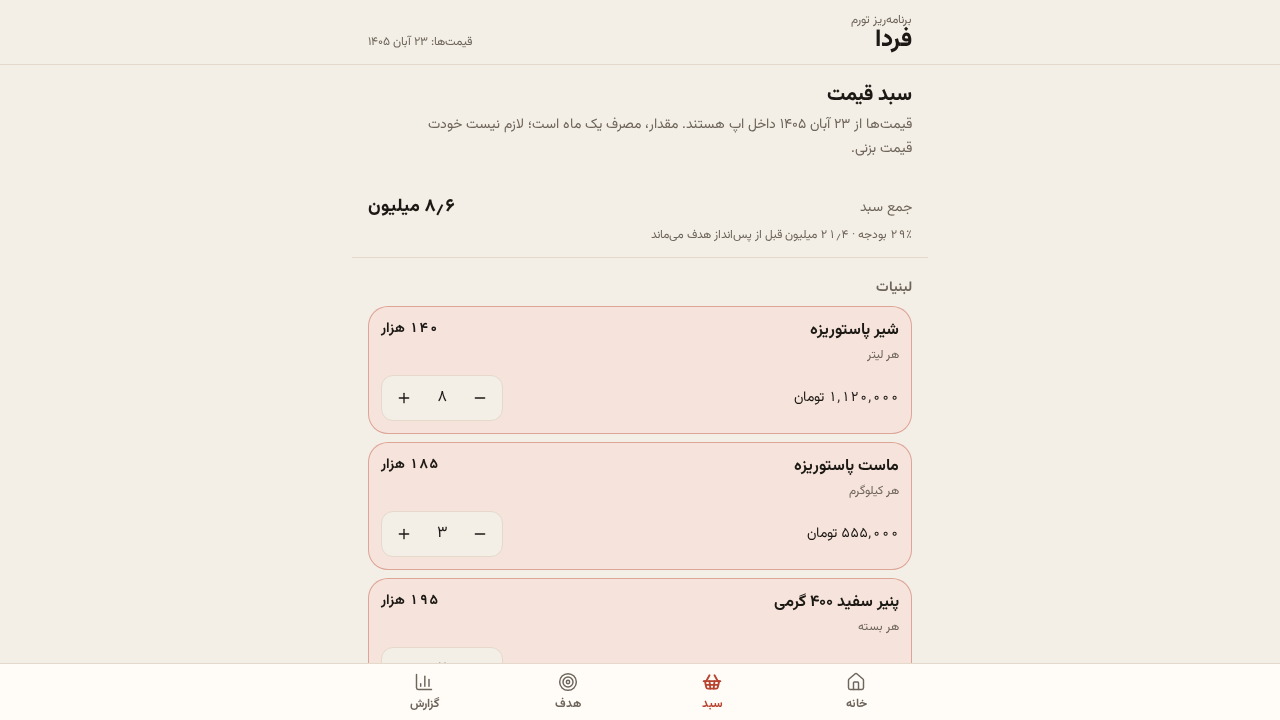 برنامه‌ریز تورم
فردا
قیمت‌ها: ۲۳ آبان ۱۴۰۵
سبد قیمت
قیمت‌ها از ۲۳ آبان ۱۴۰۵ داخل اپ هستند. مقدار، مصرف یک ماه است؛ لازم نیست خودت
قیمت بزنی.
جمع سبد
۸٫۶ میلیون
۲۹٪ بودجه · ۲۱٫۴ میلیون قبل از پس‌انداز هدف می‌ماند
لبنیات
شیر پاستوریزه
۱۴۰ هزار
هر لیتر
۱,۱۲۰,۰۰۰ تومان
− ۸ +
ماست پاستوریزه
۱۸۵ هزار
هر کیلوگرم
۵۵۵,۰۰۰ تومان
− ۳ +
پنیر سفید ۴۰۰ گرمی
۱۹۵ هزار
هر بسته
خانه
سبد
هدف
گزارش